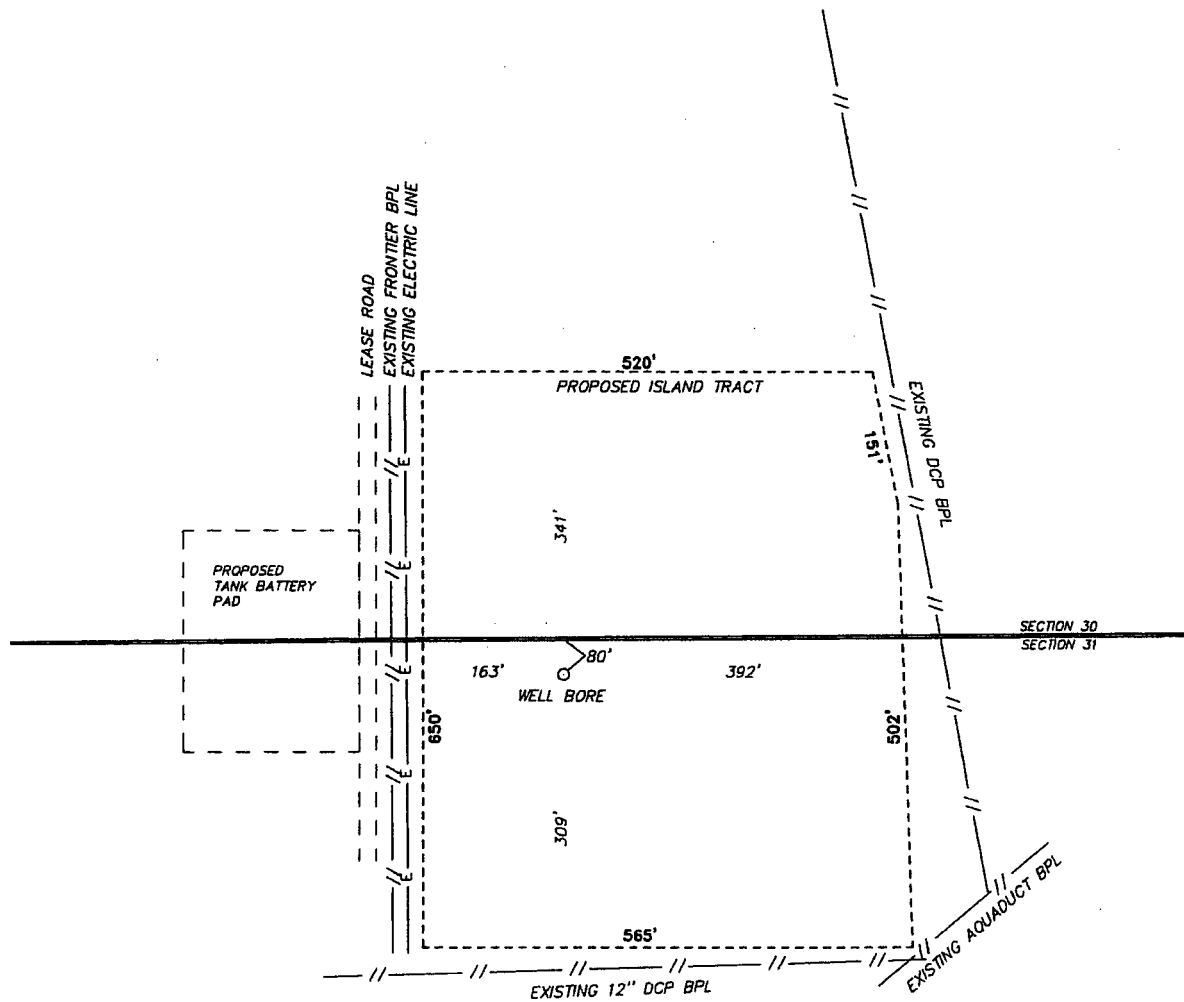 LEASE ROAD
EXISTING FRONTIER BPL
EXISTING ELECTRIC LINE
520'
PROPOSED ISLAND TRACT
151'
EXISTING DCP BPL
341'
PROPOSED
TANK BATTERY
PAD
E
E
E
E
E
SECTION 30
SECTION 31
80'
163'
392'
WELL BORE
650'
502'
309'
565'
EXISTING 12" DCP BPL
EXISTING AQUADUCT BPL